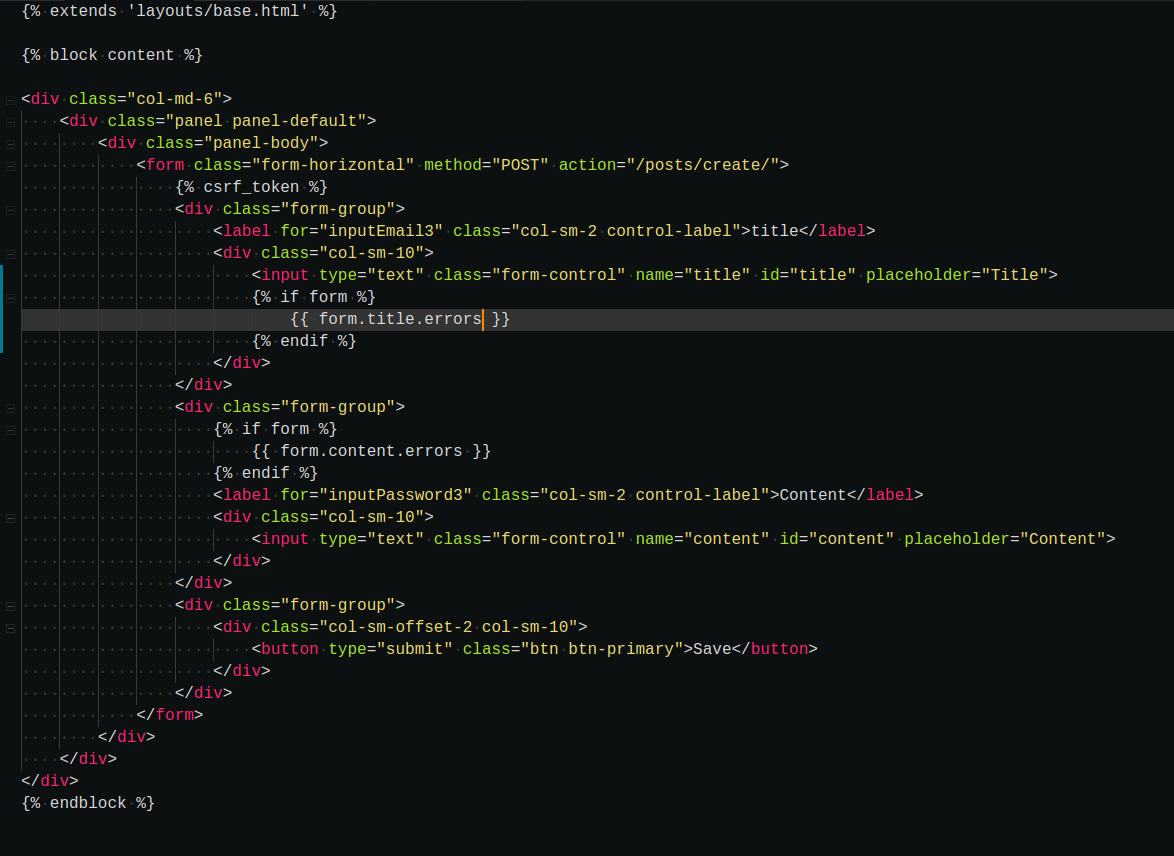 {% extends 'layouts/base.html' %}
{% block content %}
<div class="col-md-6">
<div class="panel panel-default">
<div class="panel-body">
<form class="form-horizontal" method="POST" action="/posts/create/">
{% csrf_token %}
<div class="form-group">
<label for="inputEmail3" class="col-sm-2 control-label">title</label>
<div class="col-sm-10">
<input type="text" class="form-control" name="title" id="title" placeholder="Title">
{% if form %}
{{ form.title.errors }}
{% endif %}
</div>
</div>
<div class="form-group">
{% if form %}
{{ form.content.errors }}
{% endif %}
<label for="inputPassword3" class="col-sm-2 control-label">Content</label>
<div class="col-sm-10">
<input type="text" class="form-control" name="content" id="content" placeholder="Content">
</div>
</div>
<div class="form-group">
<div class="col-sm-offset-2 col-sm-10">
<button type="submit" class="btn btn-primary">Save</button>
</div>
</div>
</form>
</div>
</div>
</div>
{% endblock %}